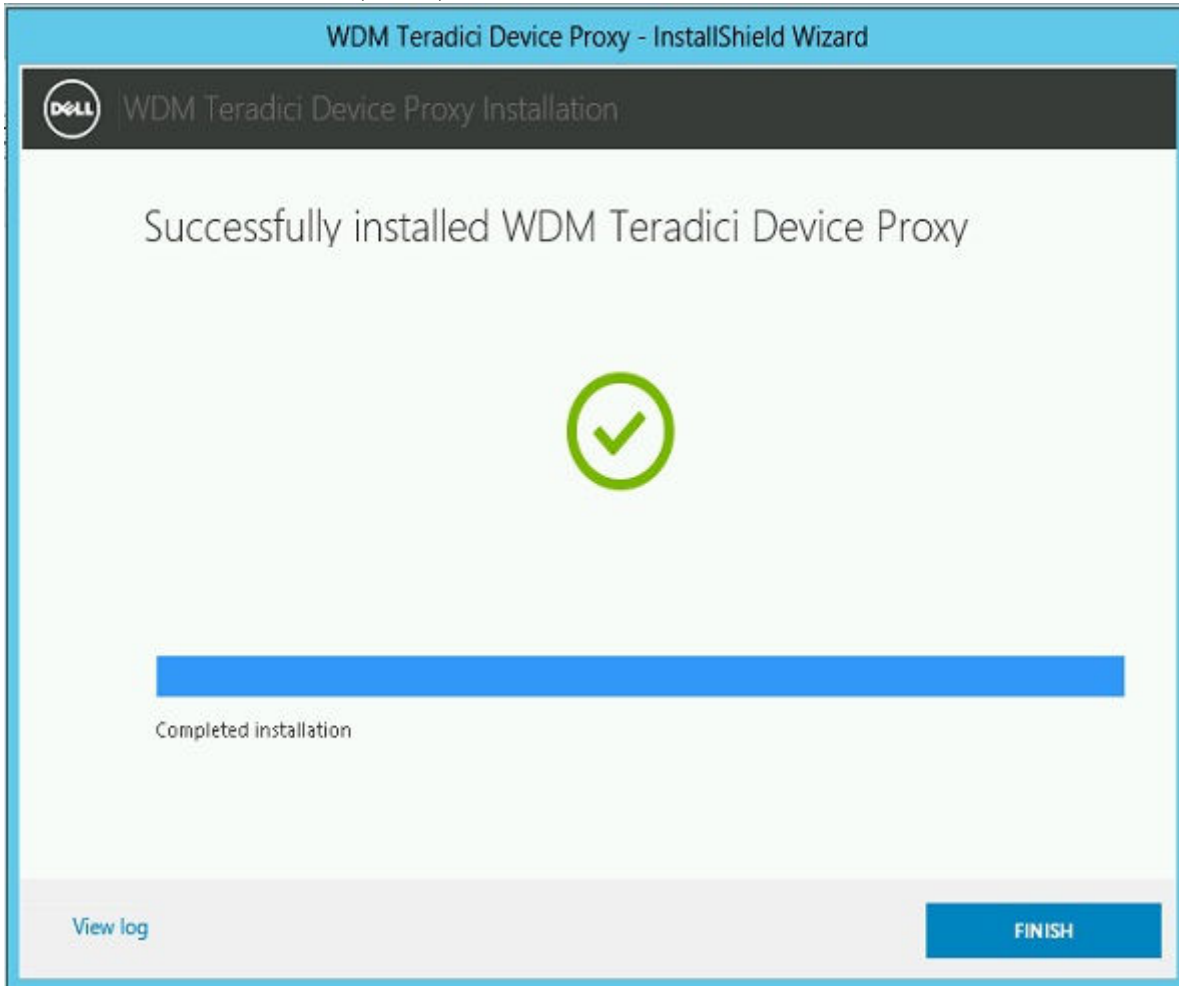 WDM Teradici Device Proxy - InstallShield Wizard
DELL
WDM Teradici Device Proxy Installation
Successfully installed WDM Teradici Device Proxy
Completed installation
View log
FINISH